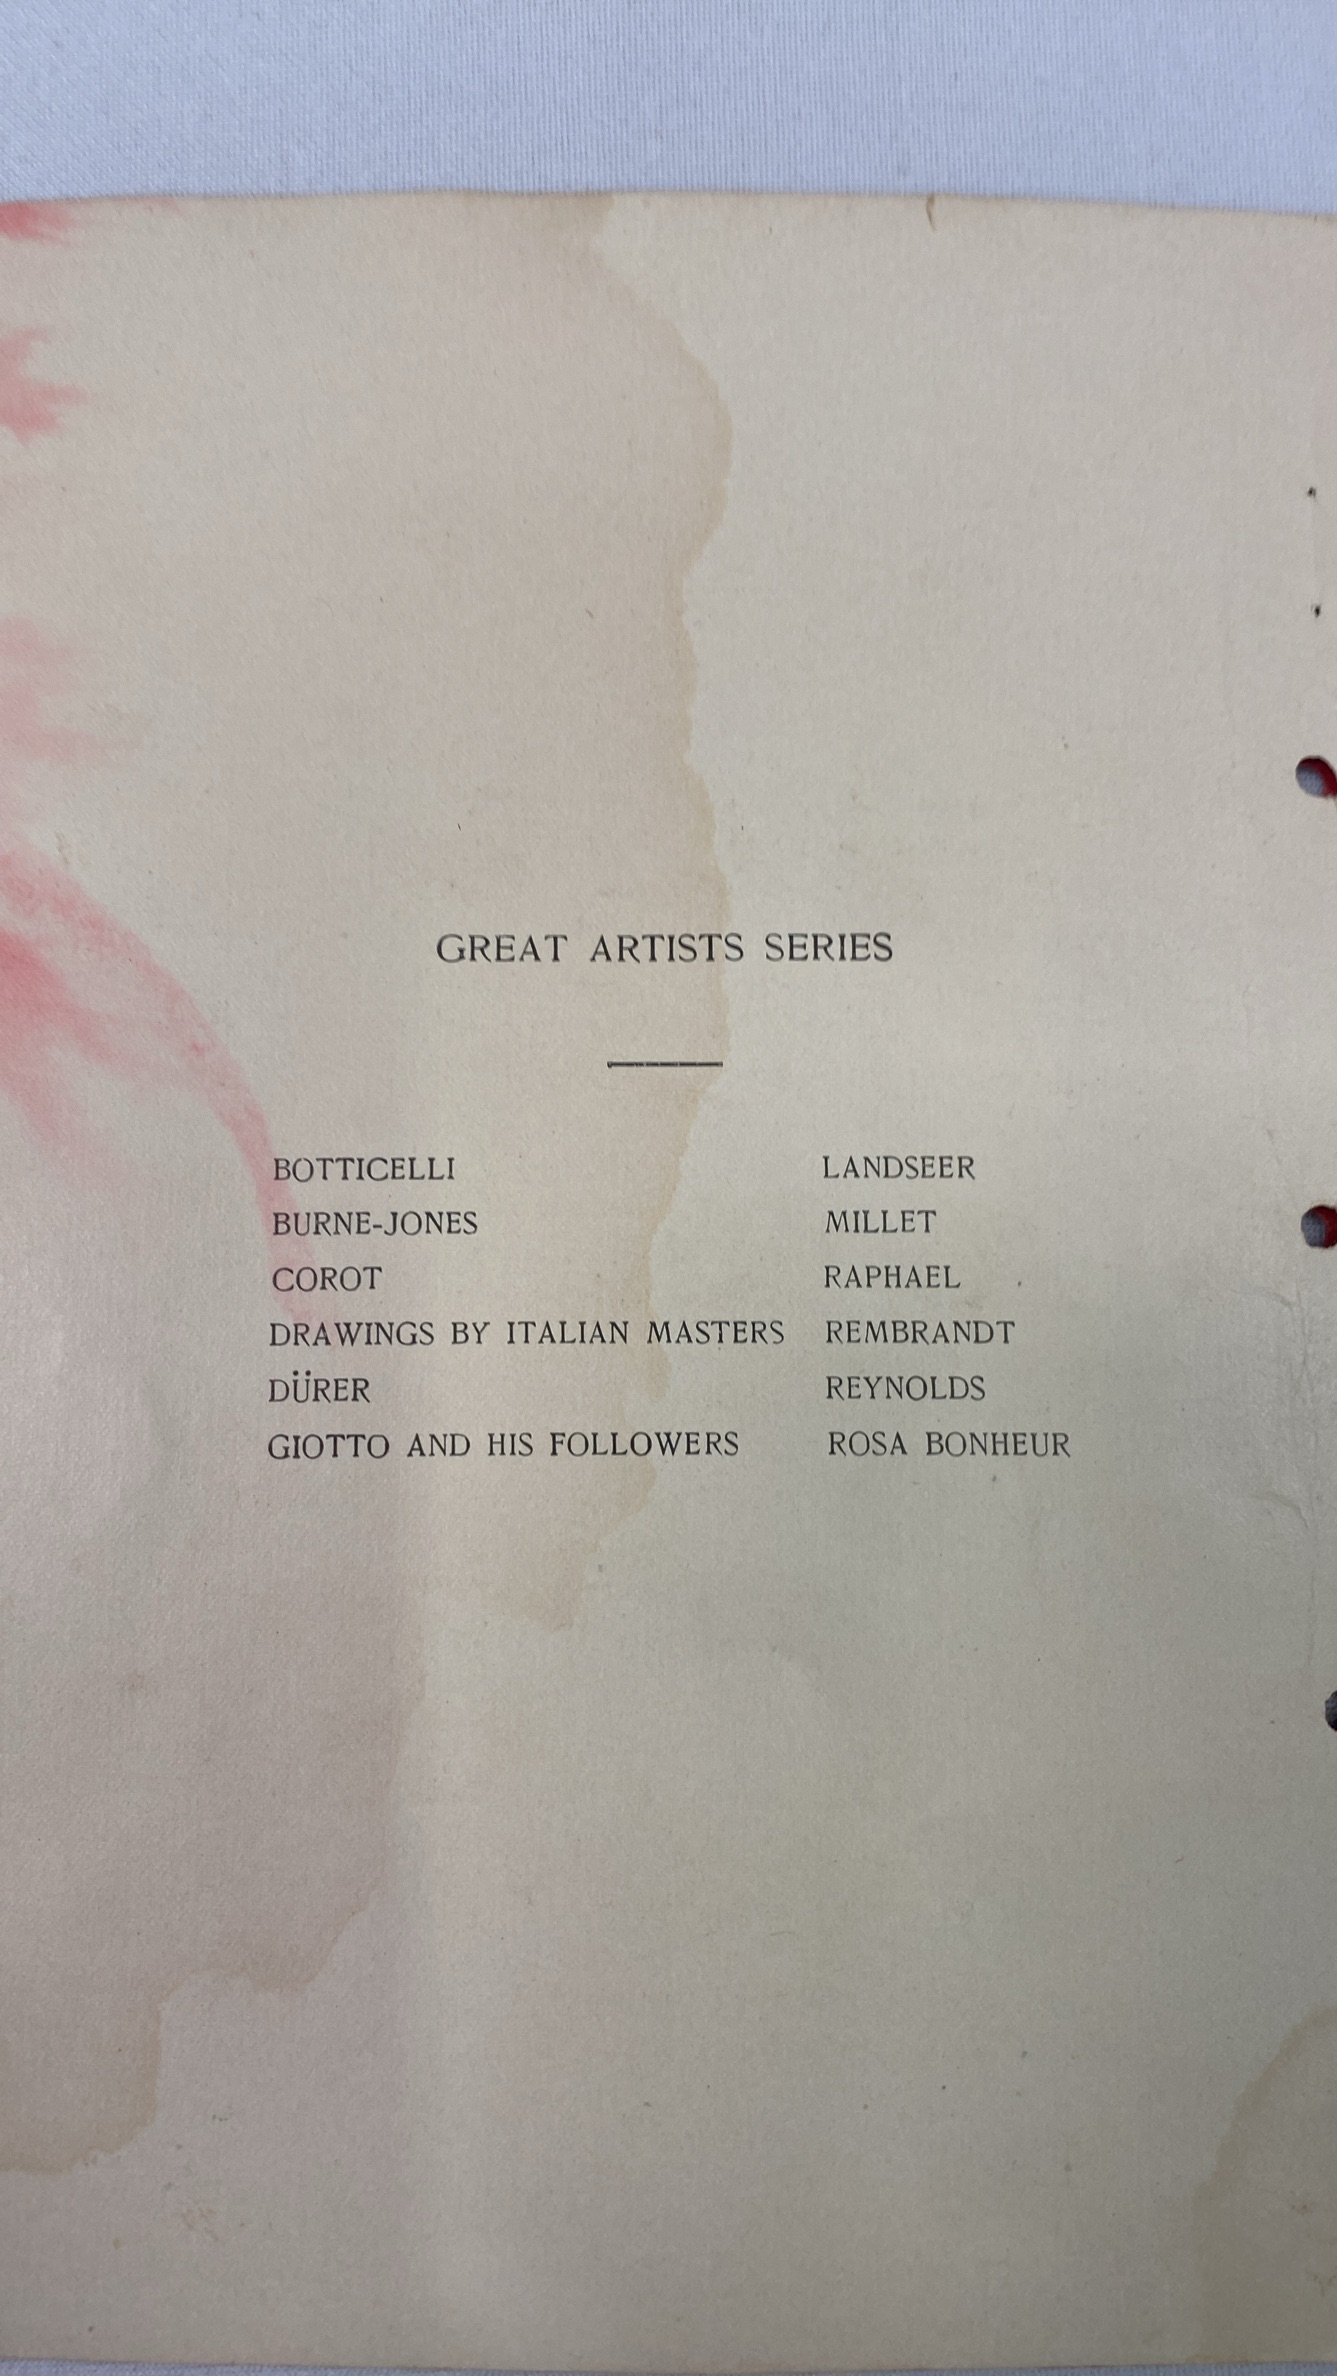 GREAT ARTISTS SERIES
BOTTICELLI
BURNE-JONES
COROT
DRAWINGS BY ITALIAN MASTERS
DÜRER
GIOTTO AND HIS FOLLOWERS
LANDSEER
MILLET
RAPHAEL
REMBRANDT
REYNOLDS
ROSA BONHEUR